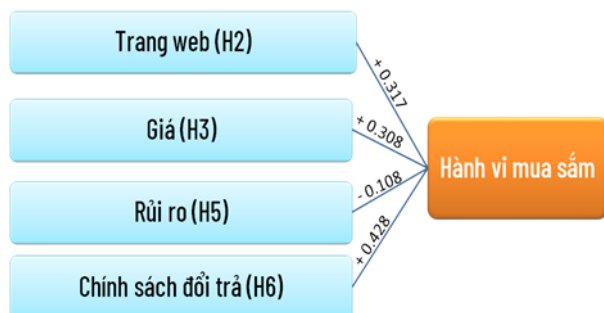 Trang web (H2)
+ 0.317
Giá (H3)
+ 0.308
Hành vi mua sắm
Rủi ro (H5)
- 0.108
Chính sách đổi trả (H6)
+ 0.428